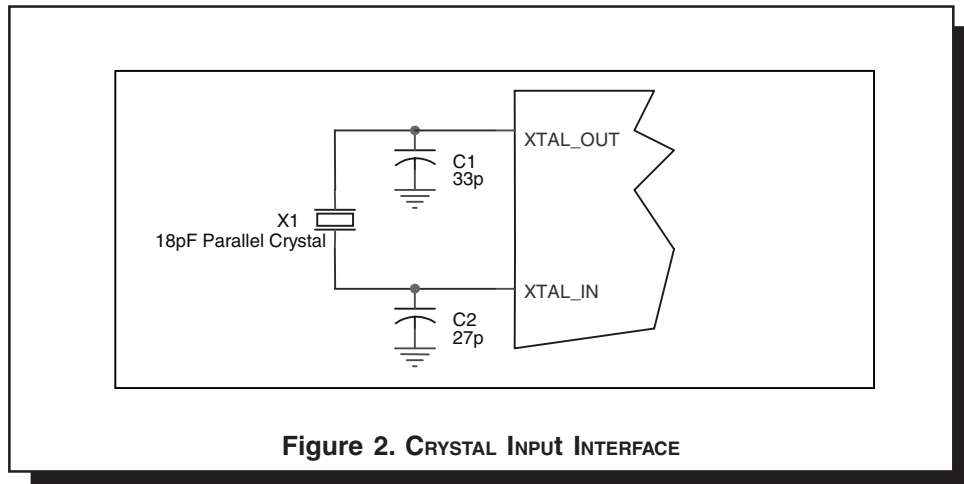 XTAL_OUT
C1
33p
X1
18pF Parallel Crystal
XTAL_IN
C2
27p
Figure 2. CRYSTAL INPUT INTERFACE